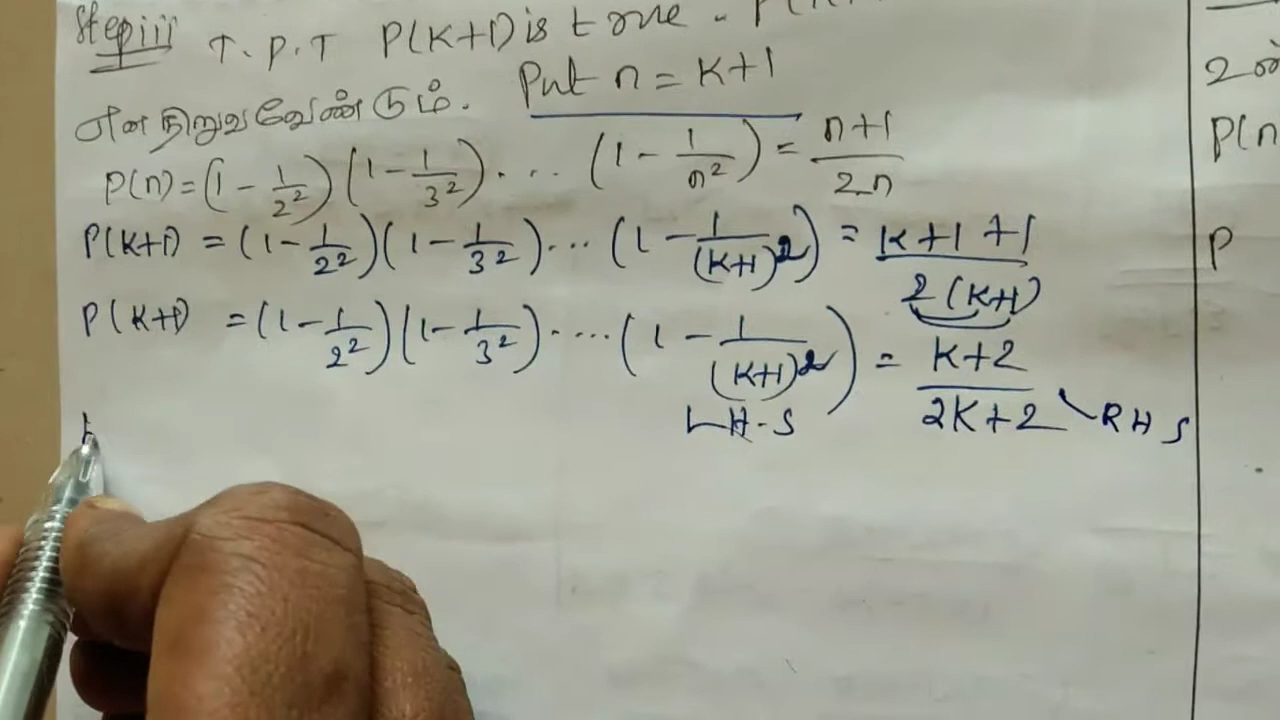 Step iii T.P.T P(K+1) is true.
என நிறுவ வேண்டும். Put n = K+1
P(n) = (1 - 1/2²)(1 - 1/3²)... (1 - 1/n²) = n+1/2n
P(K+1) = (1 - 1/2²)(1 - 1/3²)... (1 - 1/(K+1)²) = K+1+1/2(K+1)
P(K+1) = (1 - 1/2²)(1 - 1/3²).... (1 - 1/(K+1)²) = K+2/2K+2
L H-S RHS
P(n
P